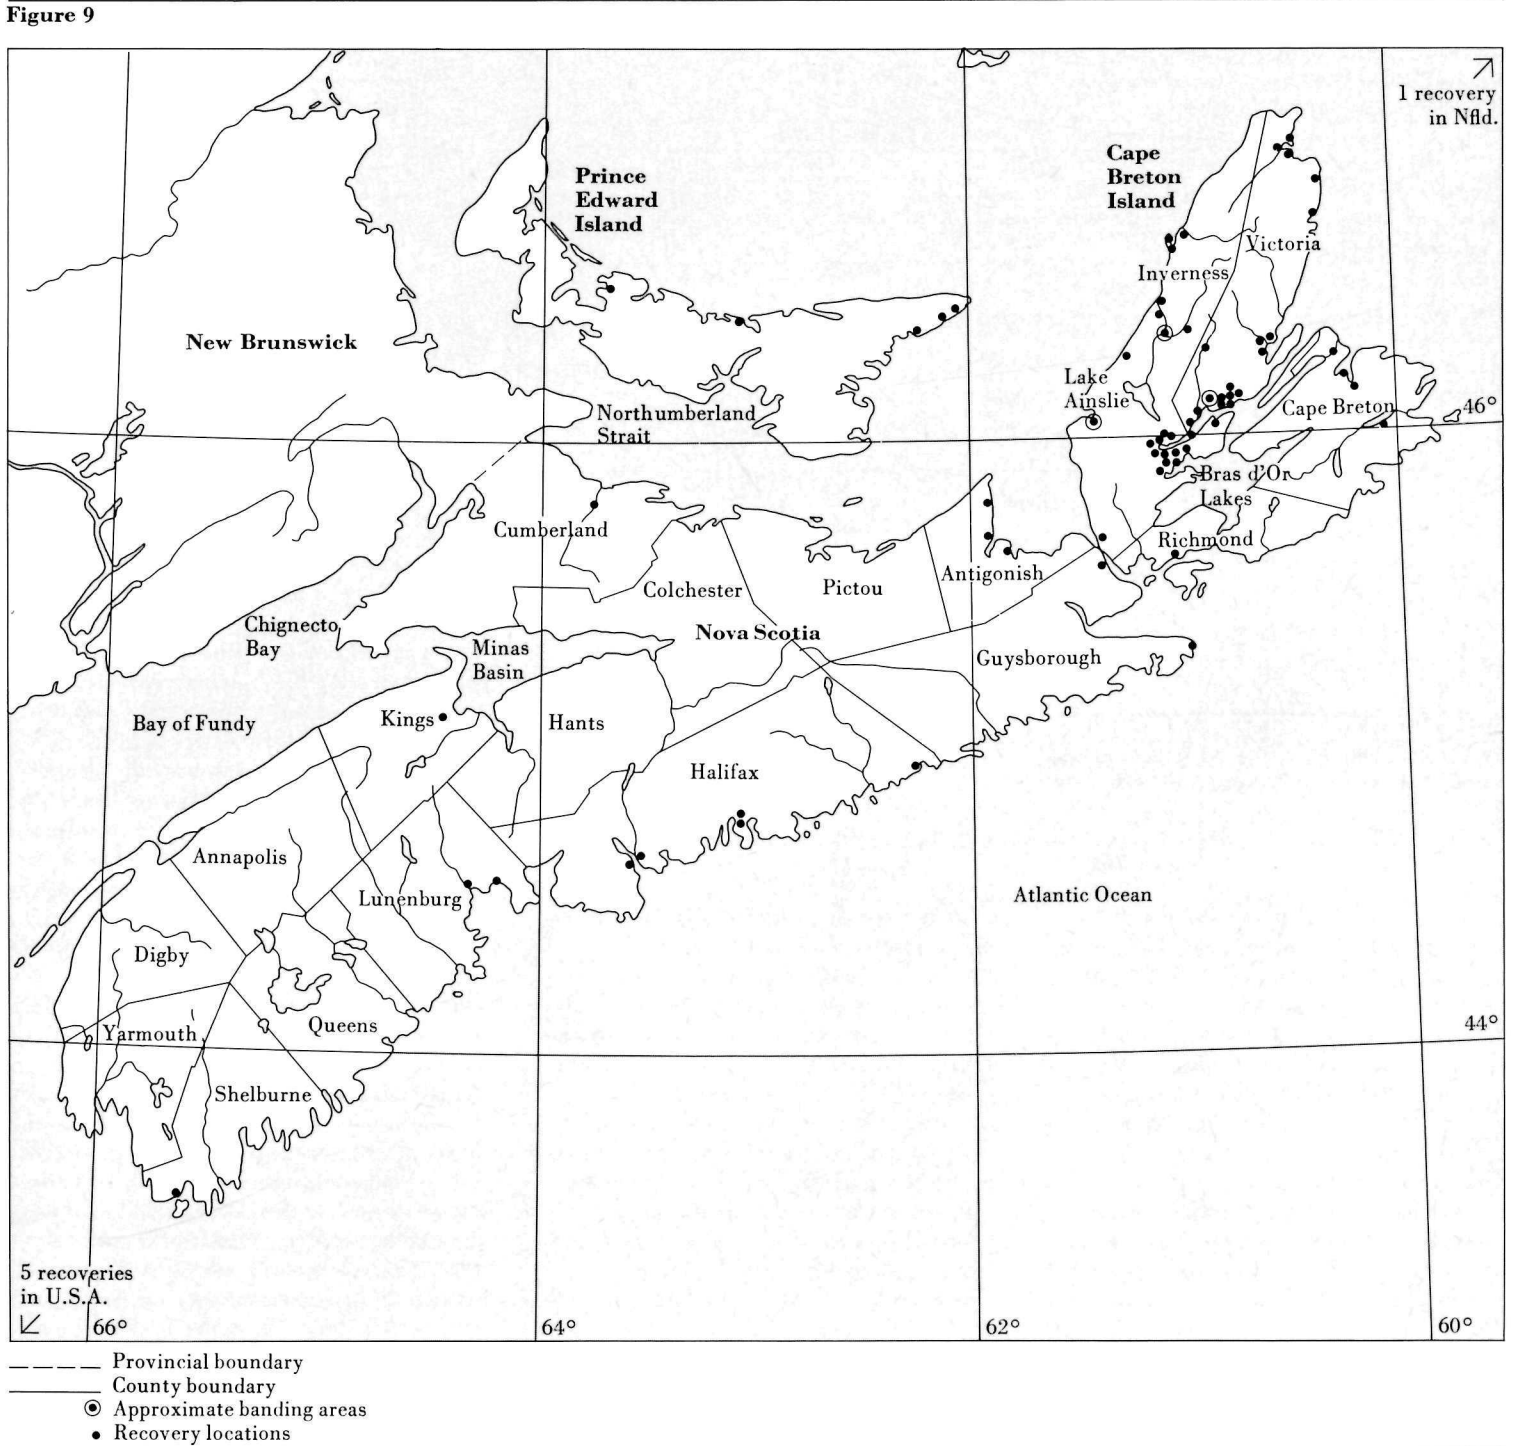 Figure 9
1 recovery
in Nfld.
Cape
Breton
Island
Prince
Edward
Island
Victoria
Inverness
New Brunswick
Lake
Ainslie
Northumberland
Strait
Cape Breton
46°
Bras d'Or
Lakes
Cumberland
Richmond
Antigonish
Colchester
Pictou
Chignecto
Bay
Nova Scotia
Minas
Basin
Guysborough
Bay of Fundy
Kings
Hants
Halifax
Annapolis
Lunenburg
Atlantic Ocean
Digby
Queens
Yarmouth
44°
Shelburne
5 recoveries
in U.S.A.
66°
64°
62°
60°
Provincial boundary
County boundary
Approximate banding areas
Recovery locations